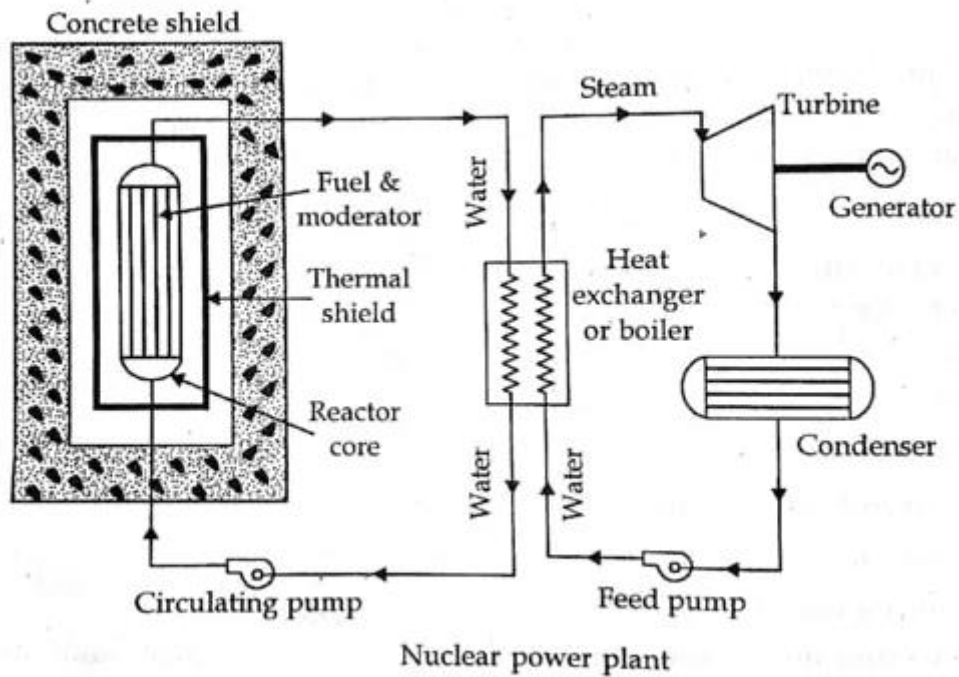 Concrete shield
Steam
Turbine
Fuel &
moderator
Water
Generator
Thermal
shield
Heat
exchanger
or boiler
Reactor
core
Condenser
Water
Water
Circulating pump
Feed pump
Nuclear power plant